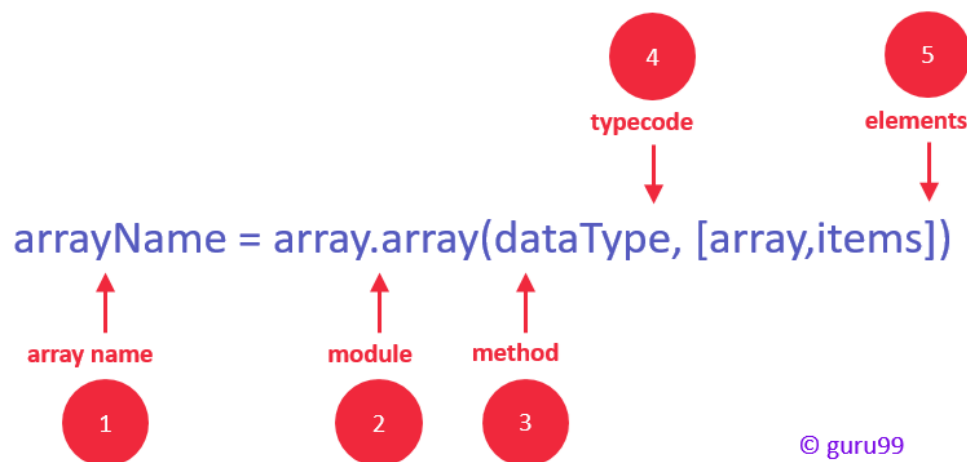 4 5
typecode elements
arrayName = array.array(dataType, [array,items])
array name module method
1 2 3
© guru99